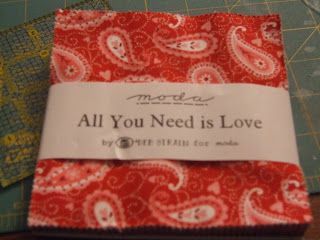 moda
All You Need is Love
by DEB STRAIN for moda